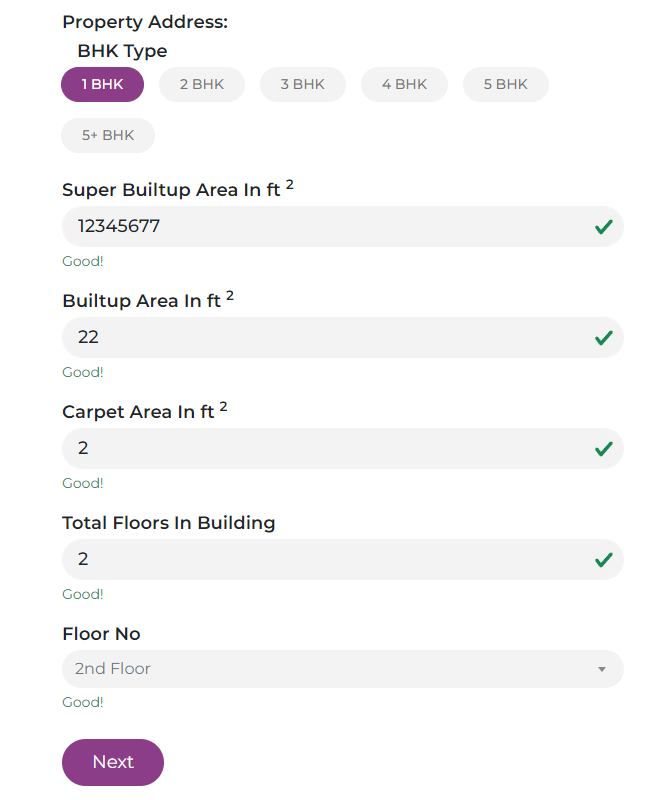 Property Address:
BHK Type
1 BHK 2 BHK 3 BHK 4 BHK 5 BHK
5+ BHK
Super Builtup Area In ft ²
12345677
Good!
Builtup Area In ft ²
22
Good!
Carpet Area In ft ²
2
Good!
Total Floors In Building
2
Good!
Floor No
2nd Floor
Good!
Next